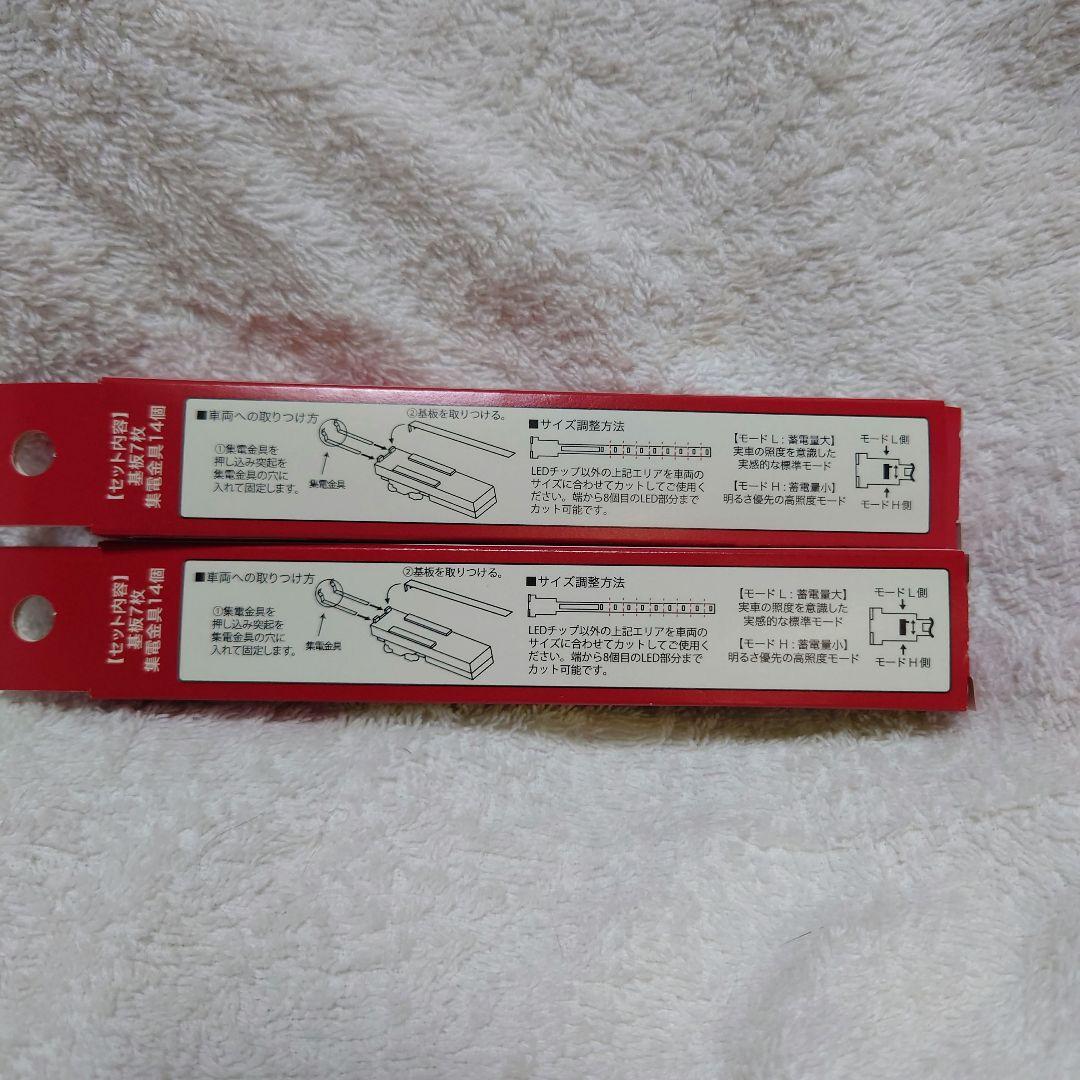 【セット内容】
基板7枚
集電金具14個
■車両への取りつけ方
①集電金具を
押し込み突起を
集電金具の穴に
入れて固定します。
集電金具
②基板を取りつける。
■サイズ調整方法
LEDチップ以外の上記エリアを車両の
サイズに合わせてカットしてご使用く
ださい。端から8個目のLED部分まで
カット可能です。
【モードL:蓄電量大】
実車の照度を意識した
実感的な標準モード
【モードH:蓄電量小】
明るさ優先の高照度モード
モードL側
モードH側
【セット内容】
基板7枚
集電金具14個
■車両への取りつけ方
①集電金具を
押し込み突起を
集電金具の穴に
入れて固定します。
集電金具
②基板を取りつける。
■サイズ調整方法
LEDチップ以外の上記エリアを車両の
サイズに合わせてカットしてご使用く
ださい。端から8個目のLED部分まで
カット可能です。
【モードL:蓄電量大】
実車の照度を意識した
実感的な標準モード
【モードH:蓄電量小】
明るさ優先の高照度モード
モードL側
モードH側